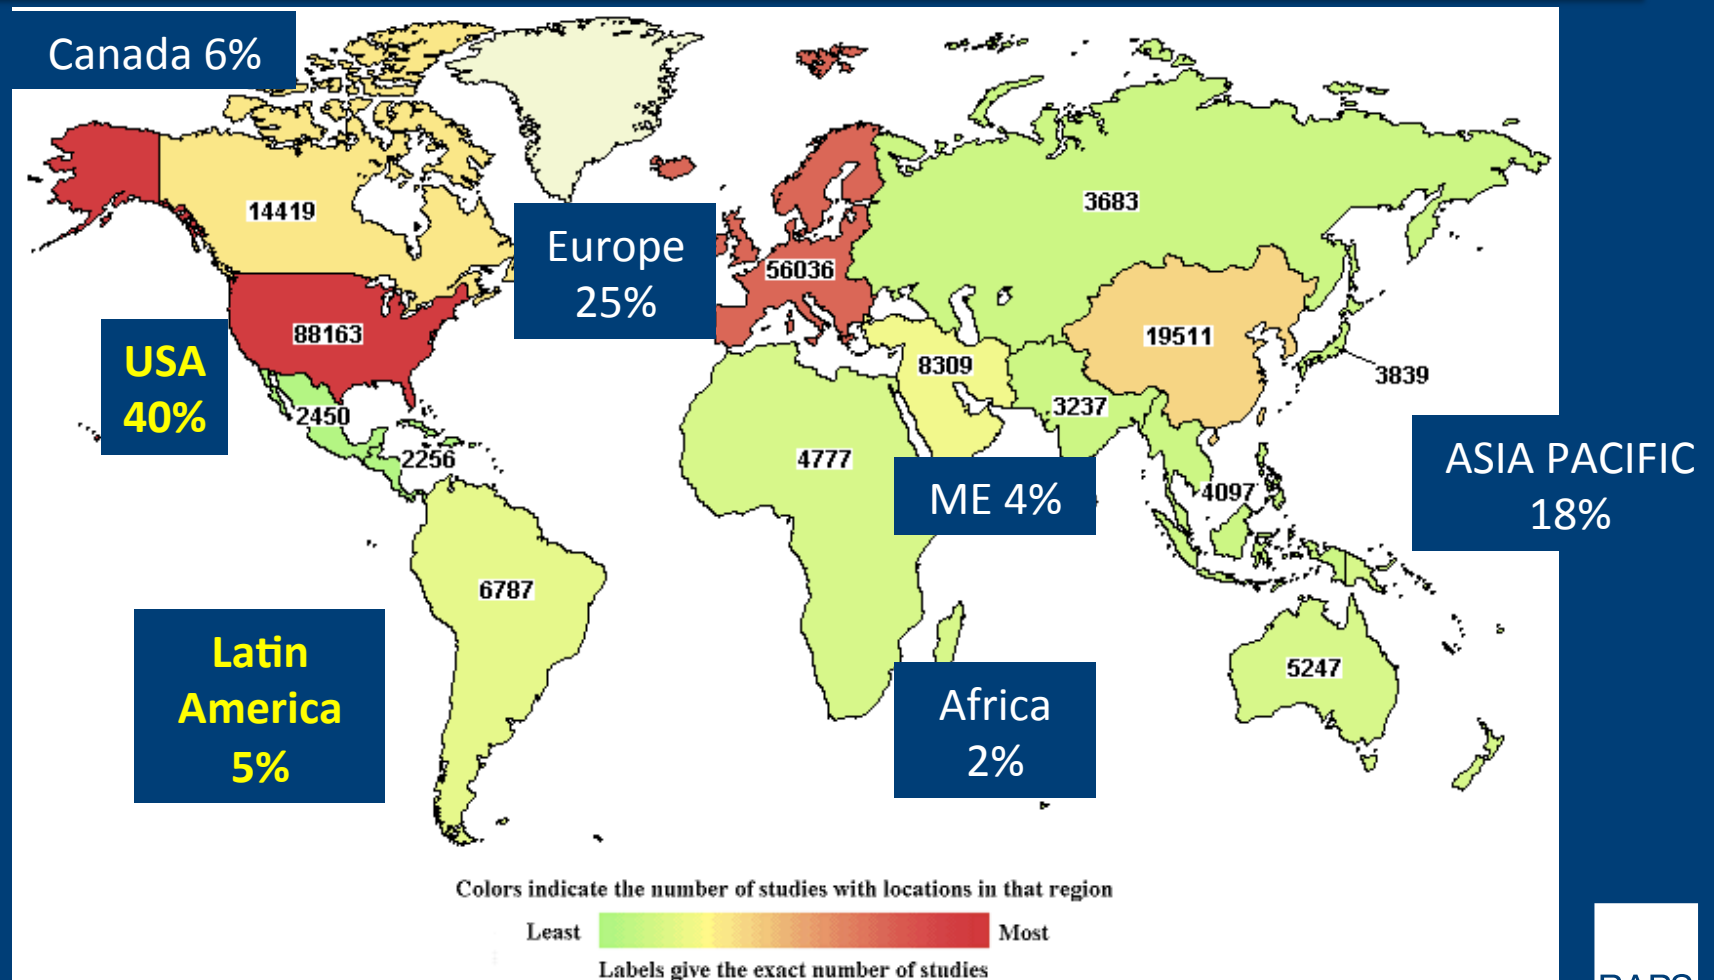 Canada 6%
14419
3683
Europe
25%
56036
88163
19511
USA
40%
8309
3839
2450
3237
2256
4777
ASIA PACIFIC
18%
ME 4%
4097
6787
Latin
America
5%
5247
Africa
2%
Colors indicate the number of studies with locations in that region
Least
Most
Labels give the exact number of studies
RAPS